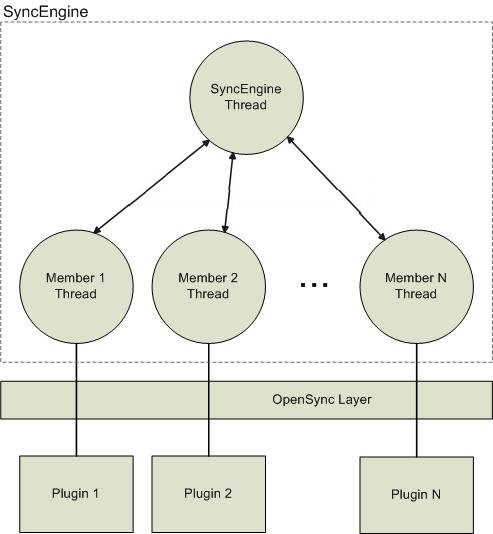 SyncEngine
SyncEngine
Thread
Member 1
Thread
Member 2
Thread
...
Member N
Thread
OpenSync Layer
Plugin 1
Plugin 2
Plugin N